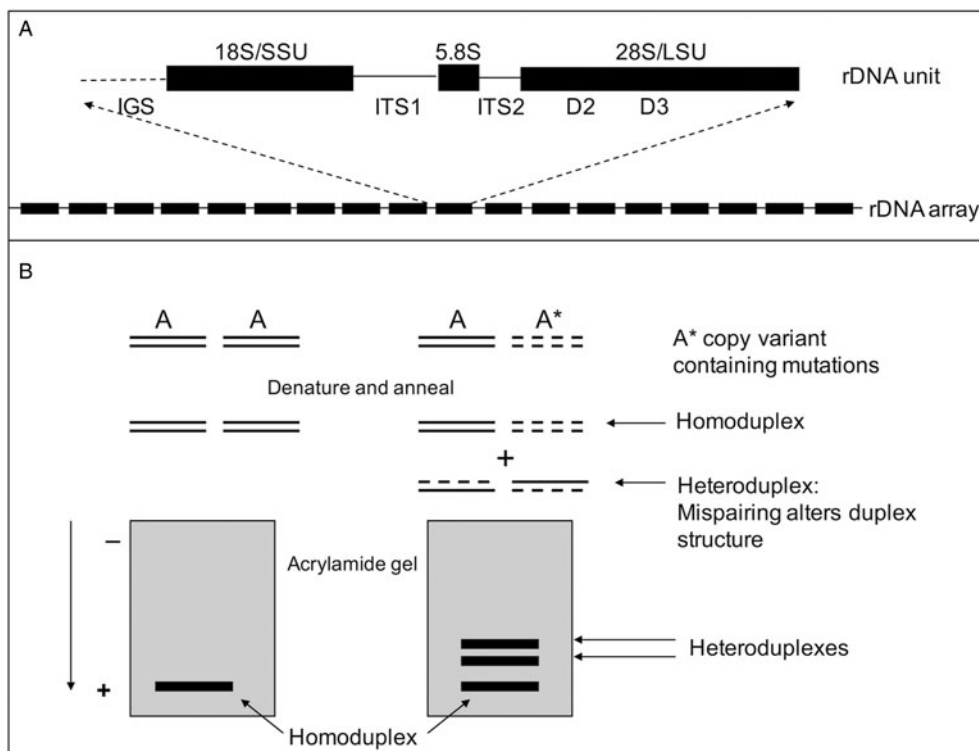 A
18S/SSU 5.8S 28S/LSU
rDNA unit
IGS ITS1 ITS2 D2 D3
rDNA array
B
A A A A*
A* copy variant
containing mutations
Denature and anneal
Homoduplex
+
Heteroduplex:
Mispairing alters duplex
structure
–
Acrylamide gel
Heteroduplexes
+
Homoduplex